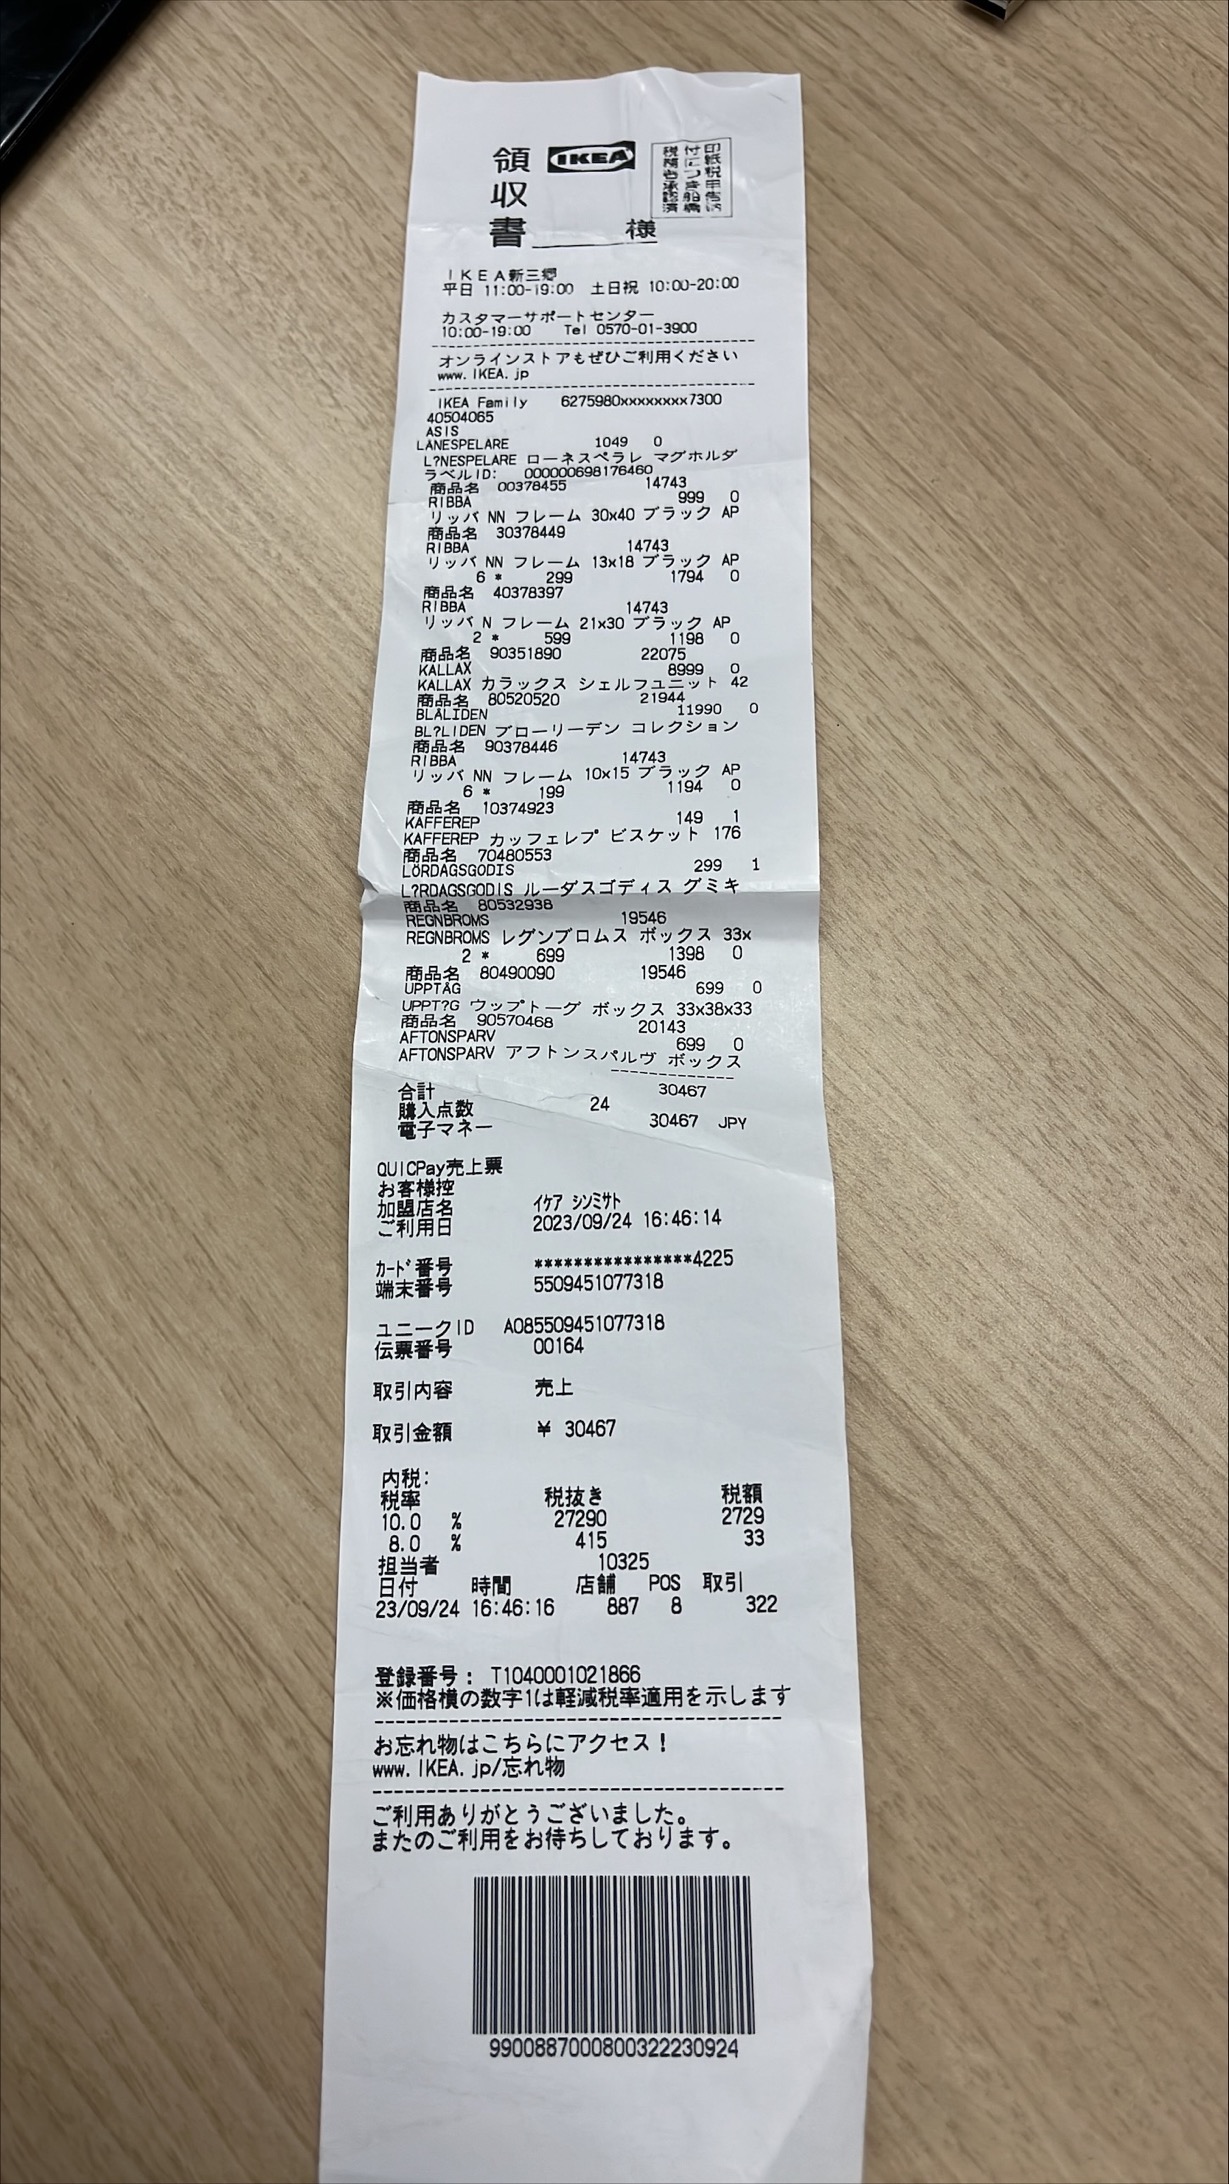 領収書 IKEA 様
印紙税申告納
付につき船橋
税務署承認済
IKEA新三郷
平日 11:00-19:00 土日祝 10:00-20:00
カスタマーサポートセンター
10:00-19:00 Tel 0570-01-3900
オンラインストアもぜひご利用ください
www.IKEA.jp
IKEA Family 6275980xxxxxxxx7300
40504065
ASIS
LÅNESPELARE 1049 0
L?NESPELARE ローネスペラレ マグホルダ
ラベルID: 000000698176460
商品名 00378455 14743
RIBBA 999 0
リッバ NN フレーム 30x40 ブラック AP
商品名 30378449
RIBBA 14743
リッバ NN フレーム 13x18 ブラック AP
6 * 299 1794 0
商品名 40378397
RIBBA 14743
リッバ N フレーム 21x30 ブラック AP
2 * 599 1198 0
商品名 90351890 22075
KALLAX 8999 0
KALLAX カラックス シェルフユニット 42
商品名 80520520 21944
BLÅLIDEN 11990 0
BL?LIDEN ブローリーデン コレクション
商品名 90378446
RIBBA 14743
リッバ NN フレーム 10x15 ブラック AP
6 * 199 1194 0
商品名 10374923
KAFFEREP 149 1
KAFFEREP カッフェレプ ビスケット 176
商品名 70480553
LÖRDAGSGODIS 299 1
L?RDAGSGODIS ルーダスゴディス グミキ
商品名 80532938
REGNBROMS 19546
REGNBROMS レグンブロムス ボックス 33x
2 * 699 1398 0
商品名 80490090 19546
UPPTÅG 699 0
UPPT?G ウップトーグ ボックス 33x38x33
商品名 90570468 20143
AFTONSPARV 699 0
AFTONSPARV アフトンスパルヴ ボックス
合計 30467
購入点数 24
電子マネー 30467 JPY
QUICPay売上票
お客様控
加盟店名 ｲｹｱ ｼﾝﾐｻﾄ
ご利用日 2023/09/24 16:46:14
ｶｰﾄﾞ番号 ****************4225
端末番号 5509451077318
ユニークID A085509451077318
伝票番号 00164
取引内容 売上
取引金額 ¥ 30467
内税:
税率 税抜き 税額
10.0 % 27290 2729
8.0 % 415 33
担当者 10325
日付 時間 店舗 POS 取引
23/09/24 16:46:16 887 8 322
登録番号: T1040001021866
※価格横の数字1は軽減税率適用を示します
お忘れ物はこちらにアクセス！
www.IKEA.jp/忘れ物
ご利用ありがとうございました。
またのご利用をお待ちしております。
99008870008003222​30924